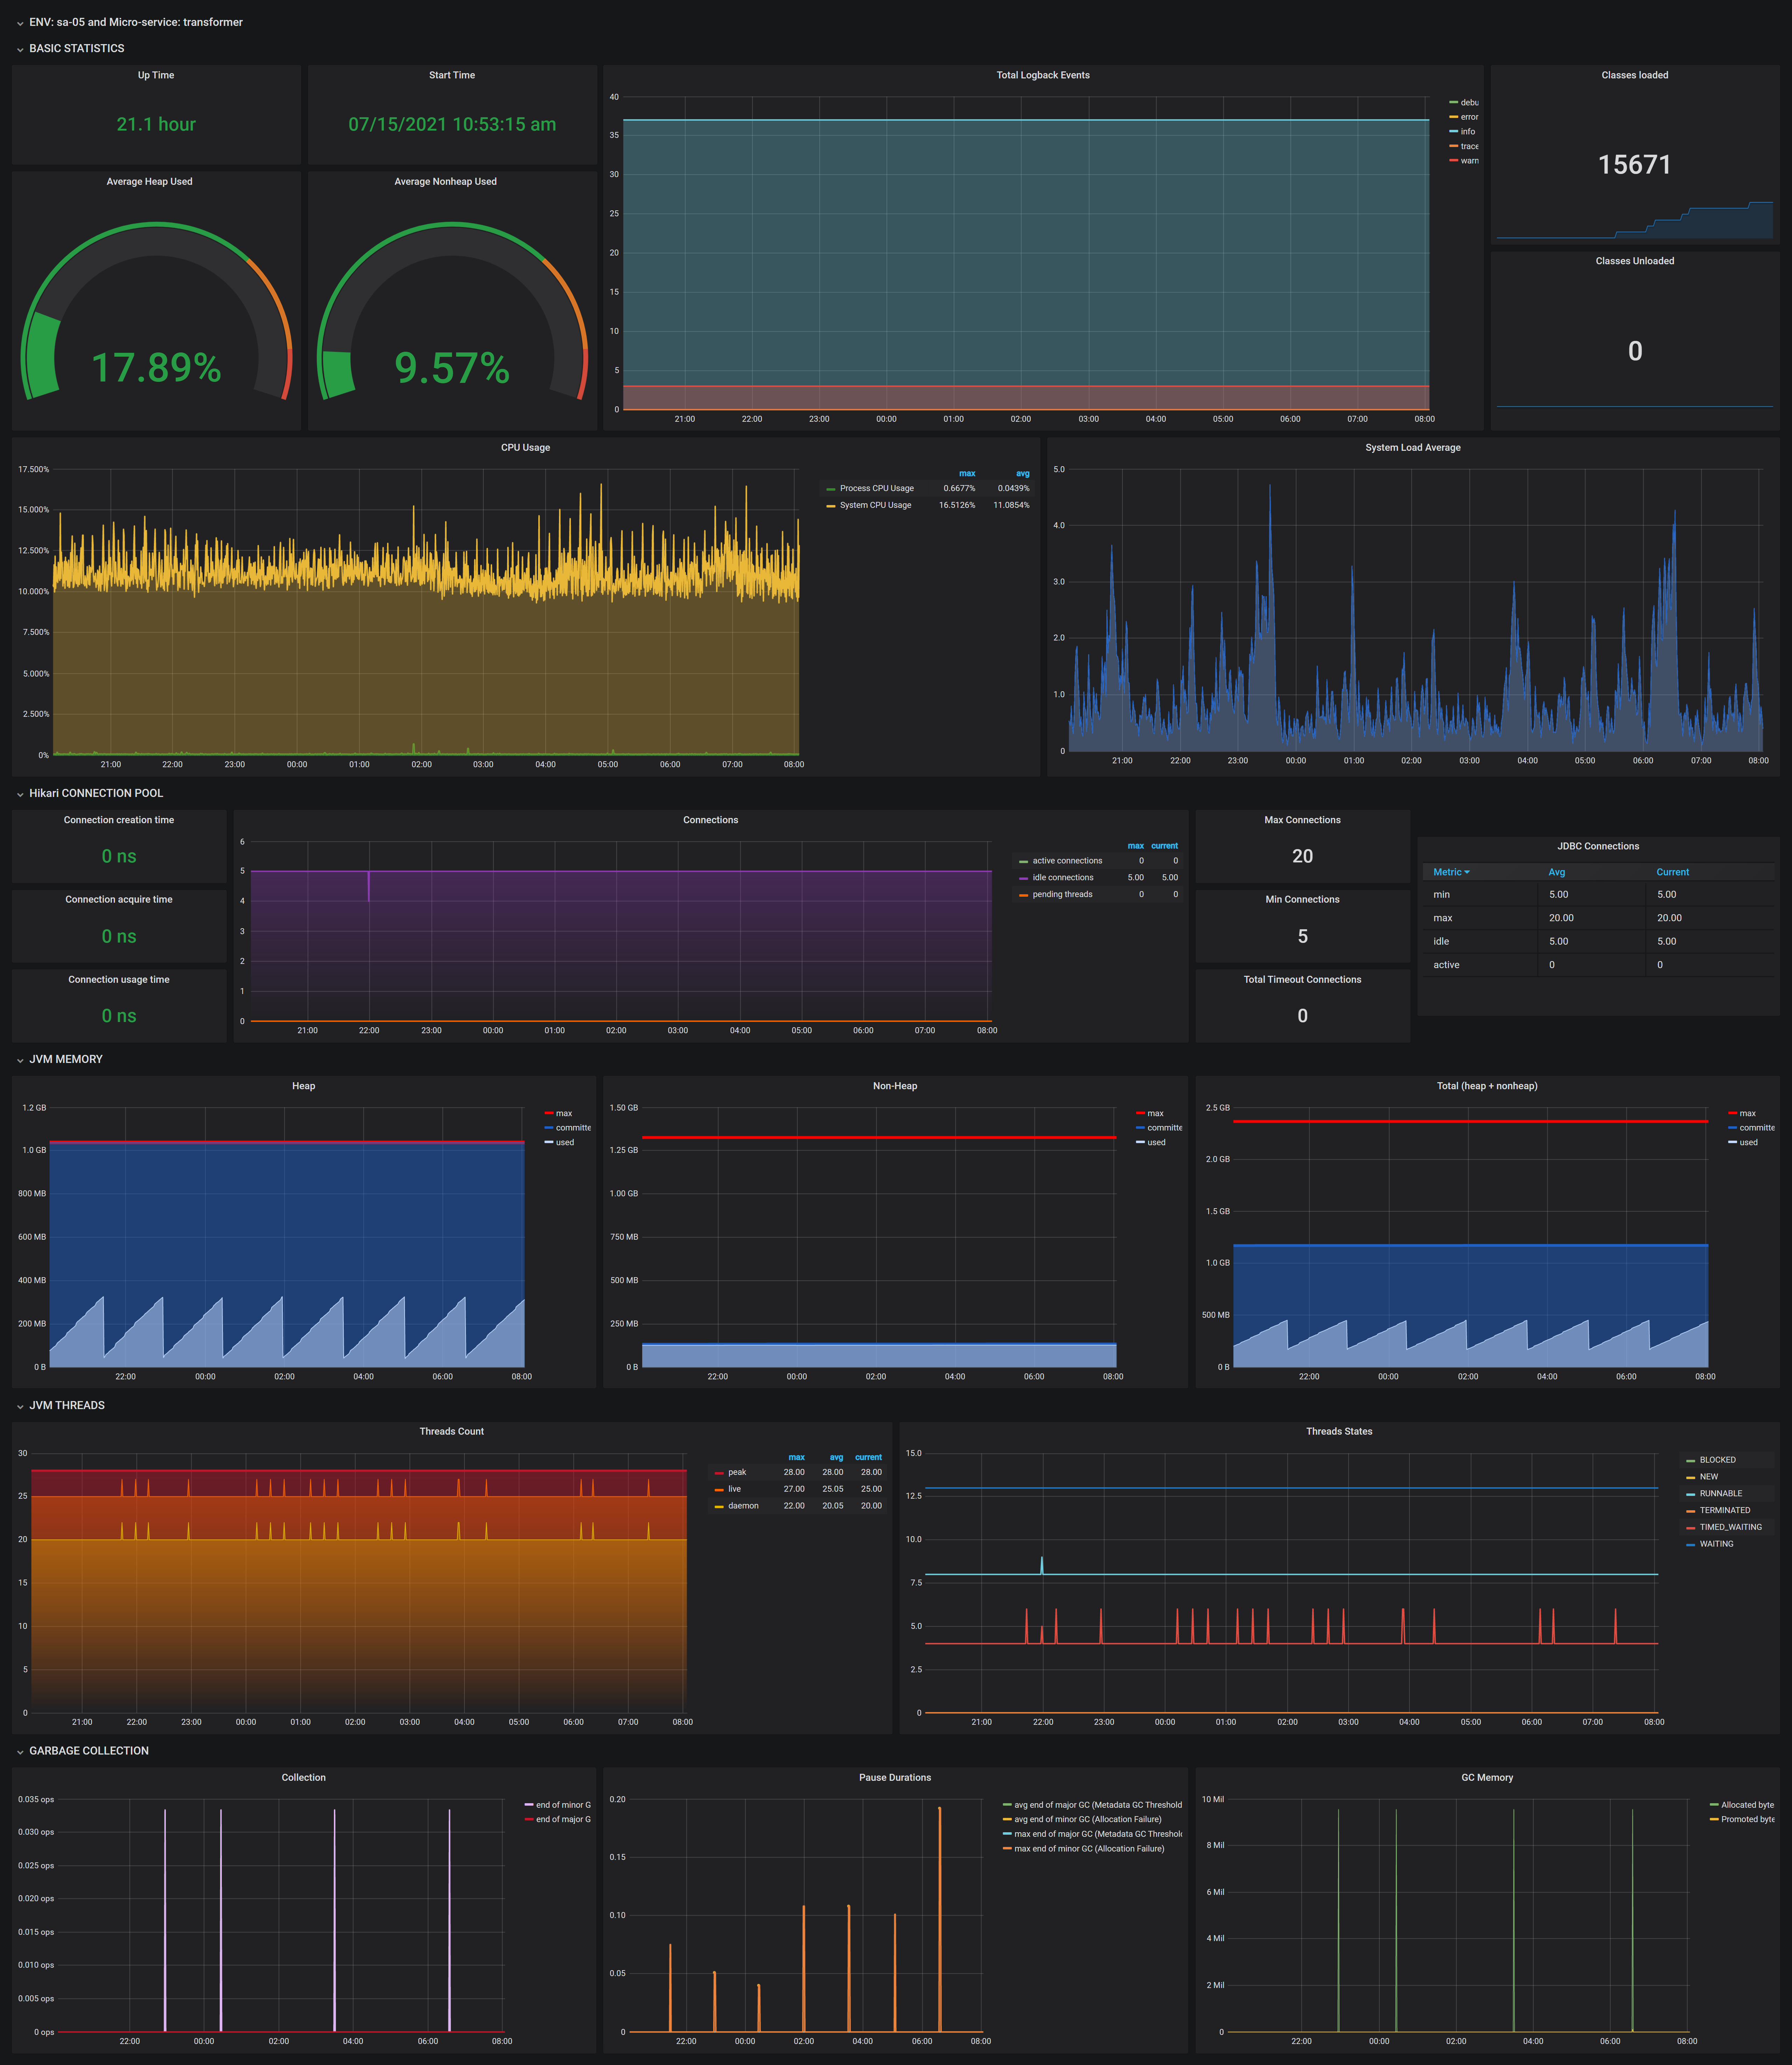 ENV: sa-05 and Micro-service: transformer
BASIC STATISTICS
Up Time
21.1 hour
Start Time
07/15/2021 10:53:15 am
Average Heap Used
17.89%
Average Nonheap Used
9.57%
Total Logback Events
40
35
30
25
20
15
10
5
0
21:00 22:00 23:00 00:00 01:00 02:00 03:00 04:00 05:00 06:00 07:00 08:00
debu
error
info
trace
warn
Classes loaded
15671
Classes Unloaded
0
CPU Usage
17.500%
15.000%
12.500%
10.000%
7.500%
5.000%
2.500%
0%
21:00 22:00 23:00 00:00 01:00 02:00 03:00 04:00 05:00 06:00 07:00 08:00
max avg
Process CPU Usage 0.6677% 0.0439%
System CPU Usage 16.5126% 11.0854%
System Load Average
5.0
4.0
3.0
2.0
1.0
0
21:00 22:00 23:00 00:00 01:00 02:00 03:00 04:00 05:00 06:00 07:00 08:00
Hikari CONNECTION POOL
Connection creation time
0 ns
Connection acquire time
0 ns
Connection usage time
0 ns
Connections
6
5
4
3
2
1
0
21:00 22:00 23:00 00:00 01:00 02:00 03:00 04:00 05:00 06:00 07:00 08:00
max current
active connections 0 0
idle connections 5.00 5.00
pending threads 0 0
Max Connections
20
Min Connections
5
Total Timeout Connections
0
JDBC Connections
Metric Avg Current
min 5.00 5.00
max 20.00 20.00
idle 5.00 5.00
active 0 0
JVM MEMORY
Heap
1.2 GB
1.0 GB
800 MB
600 MB
400 MB
200 MB
0 B
22:00 00:00 02:00 04:00 06:00 08:00
max
committe
used
Non-Heap
1.50 GB
1.25 GB
1.00 GB
750 MB
500 MB
250 MB
0 B
22:00 00:00 02:00 04:00 06:00 08:00
max
committe
used
Total (heap + nonheap)
2.5 GB
2.0 GB
1.5 GB
1.0 GB
500 MB
0 B
22:00 00:00 02:00 04:00 06:00 08:00
max
committe
used
JVM THREADS
Threads Count
30
25
20
15
10
5
0
21:00 22:00 23:00 00:00 01:00 02:00 03:00 04:00 05:00 06:00 07:00 08:00
max avg current
peak 28.00 28.00 28.00
live 27.00 25.05 25.00
daemon 22.00 20.05 20.00
Threads States
15.0
12.5
10.0
7.5
5.0
2.5
0
21:00 22:00 23:00 00:00 01:00 02:00 03:00 04:00 05:00 06:00 07:00 08:00
BLOCKED
NEW
RUNNABLE
TERMINATED
TIMED_WAITING
WAITING
GARBAGE COLLECTION
Collection
0.035 ops
0.030 ops
0.025 ops
0.020 ops
0.015 ops
0.010 ops
0.005 ops
0 ops
22:00 00:00 02:00 04:00 06:00 08:00
end of minor G
end of major G
Pause Durations
0.20
0.15
0.10
0.05
0
22:00 00:00 02:00 04:00 06:00 08:00
avg end of major GC (Metadata GC Threshold
avg end of minor GC (Allocation Failure)
max end of major GC (Metadata GC Threshol
max end of minor GC (Allocation Failure)
GC Memory
10 Mil
8 Mil
6 Mil
4 Mil
2 Mil
0
22:00 00:00 02:00 04:00 06:00 08:00
Allocated byte
Promoted byte